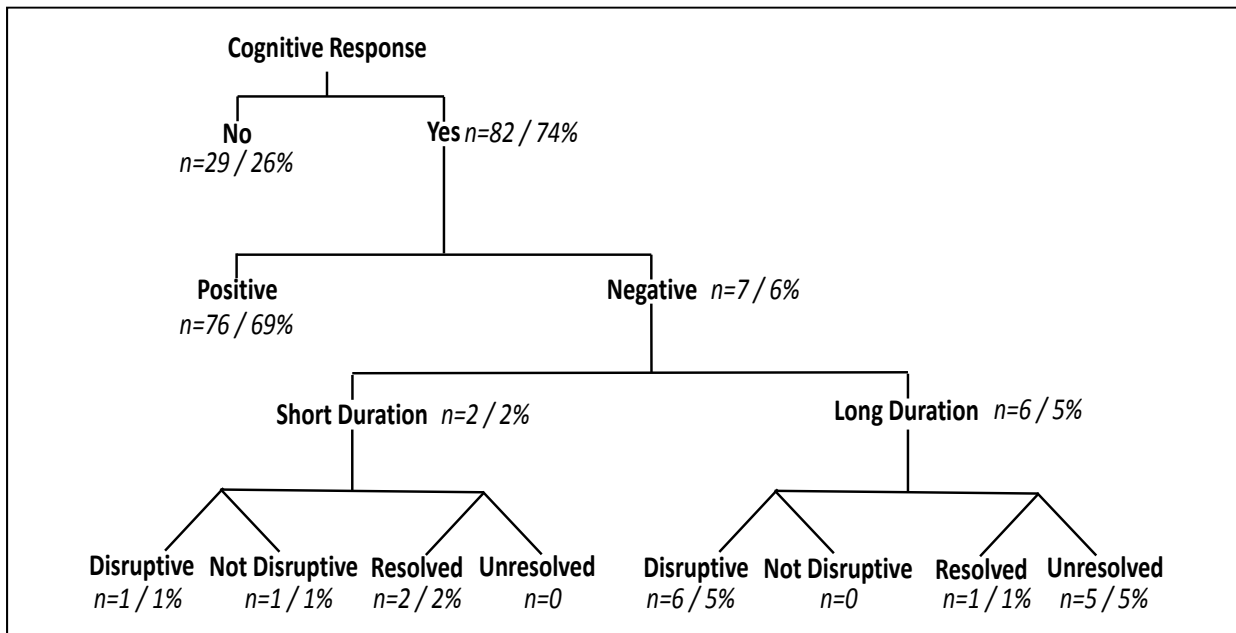 Cognitive Response
No
n=29 / 26%
Yes n=82 / 74%
Positive
n=76 / 69%
Negative n=7 / 6%
Short Duration n=2 / 2%
Long Duration n=6 / 5%
Disruptive
n=1 / 1%
Not Disruptive
n=1 / 1%
Resolved
n=2 / 2%
Unresolved
n=0
Disruptive
n=6 / 5%
Not Disruptive
n=0
Resolved
n=1 / 1%
Unresolved
n=5 / 5%